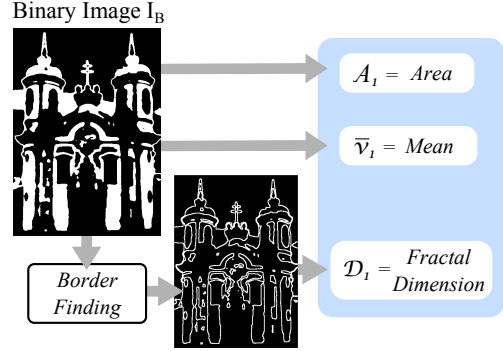 Binary Image I_B
A_1 = Area
v̅_1 = Mean
D_1 = Fractal
Dimension
Border
Finding